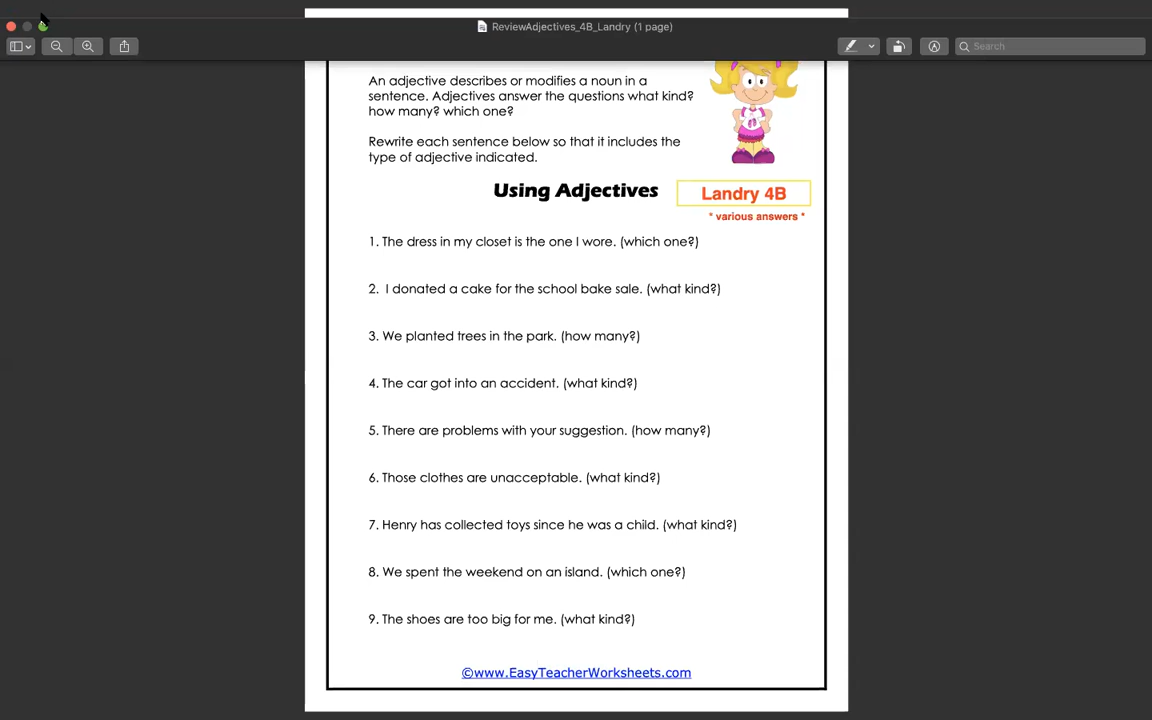 ReviewAdjectives_4B_Landry (1 page)
Search
An adjective describes or modifies a noun in a
sentence. Adjectives answer the questions what kind?
how many? which one?
Rewrite each sentence below so that it includes the
type of adjective indicated.
Using Adjectives
Landry 4B
* various answers *
1. The dress in my closet is the one I wore. (which one?)
2. I donated a cake for the school bake sale. (what kind?)
3. We planted trees in the park. (how many?)
4. The car got into an accident. (what kind?)
5. There are problems with your suggestion. (how many?)
6. Those clothes are unacceptable. (what kind?)
7. Henry has collected toys since he was a child. (what kind?)
8. We spent the weekend on an island. (which one?)
9. The shoes are too big for me. (what kind?)
©www.EasyTeacherWorksheets.com